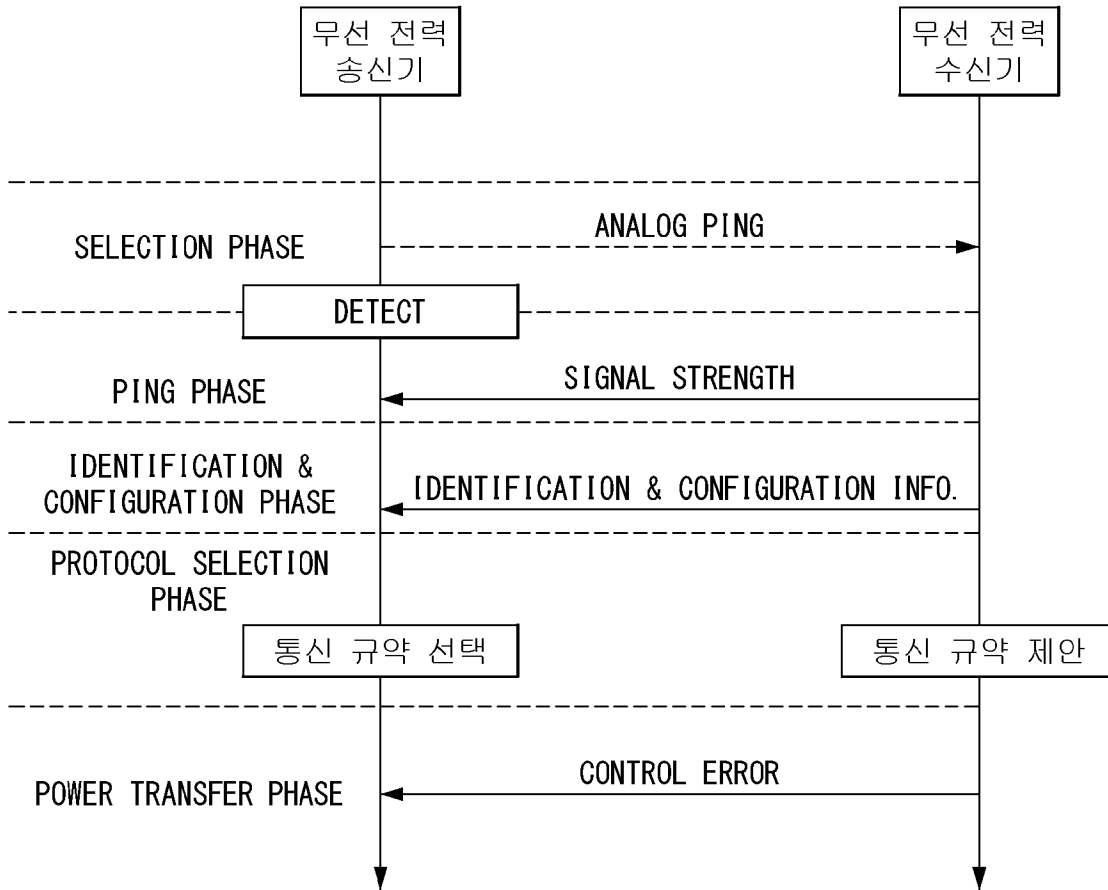 무선 전력
송신기
무선 전력
수신기
ANALOG PING
SELECTION PHASE
DETECT
SIGNAL STRENGTH
PING PHASE
IDENTIFICATION &
CONFIGURATION PHASE
IDENTIFICATION & CONFIGURATION INFO.
PROTOCOL SELECTION
PHASE
통신 규약 선택
통신 규약 제안
CONTROL ERROR
POWER TRANSFER PHASE